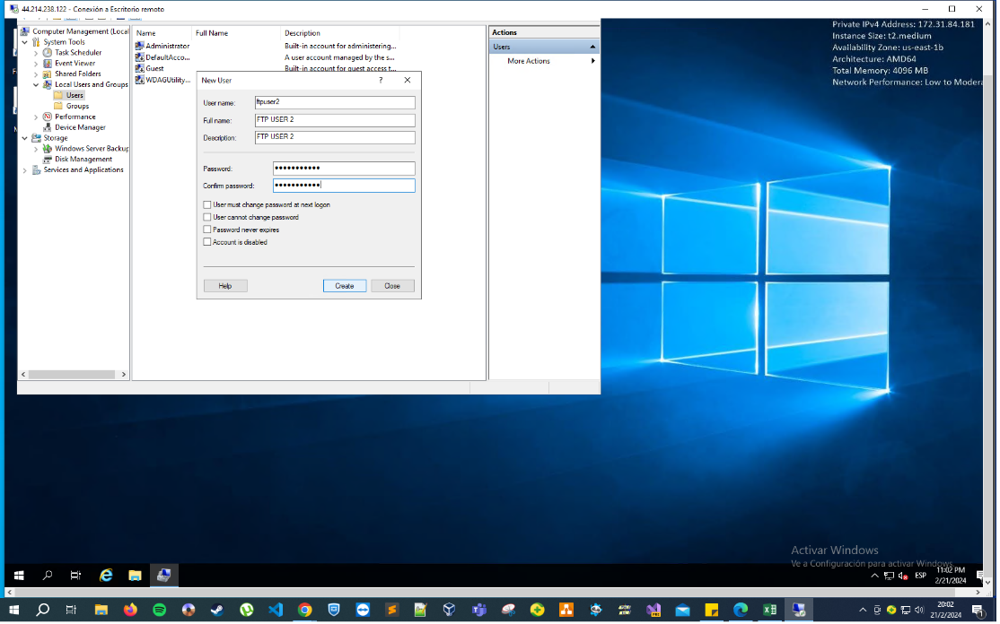 44.214.238.122 - Conexión a Escritorio remoto
Private IPv4 Address: 172.31.84.181
Instance Size: t2.medium
Availability Zone: us-east-1b
Architecture: AMD64
Total Memory: 4096 MB
Network Performance: Low to Modera
Computer Management (Local
System Tools
Task Scheduler
Event Viewer
Shared Folders
Local Users and Groups
Users
Groups
Performance
Device Manager
Storage
Windows Server Backup
Disk Management
Services and Applications
Name Full Name Description
Administrator Built-in account for administering...
DefaultAcco... A user account managed by the s...
Guest Built-in account for guest access t...
WDAGUtility...
Actions
Users
More Actions
New User
?
User name: ftpuser2
Full name: FTP USER 2
Description: FTP USER 2
Password: ●●●●●●●●●●●
Confirm password: ●●●●●●●●●●●
User must change password at next logon
User cannot change password
Password never expires
Account is disabled
Help Create Close
Activar Windows
Ve a Configuración para activar Windows.
ESP
11:02 PM
2/21/2024
20:02
21/2/2024